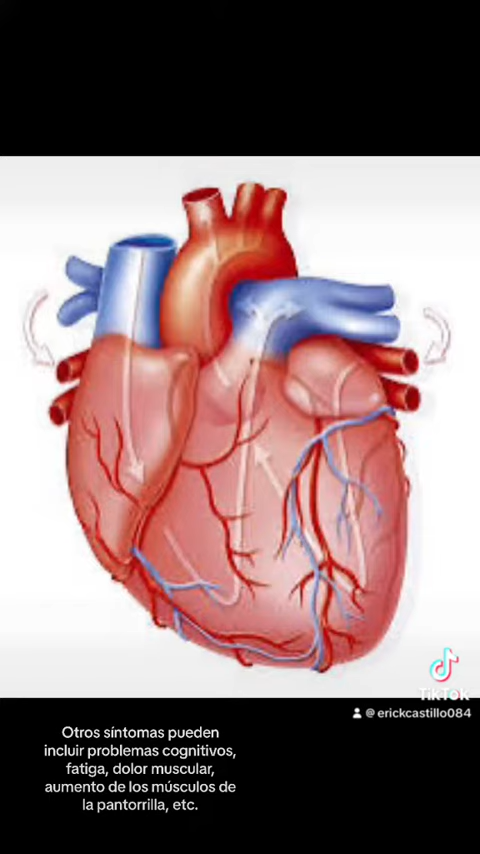 TikTok
@erickcastillo084
Otros síntomas pueden
incluir problemas cognitivos,
fatiga, dolor muscular,
aumento de los músculos de
la pantorrilla, etc.